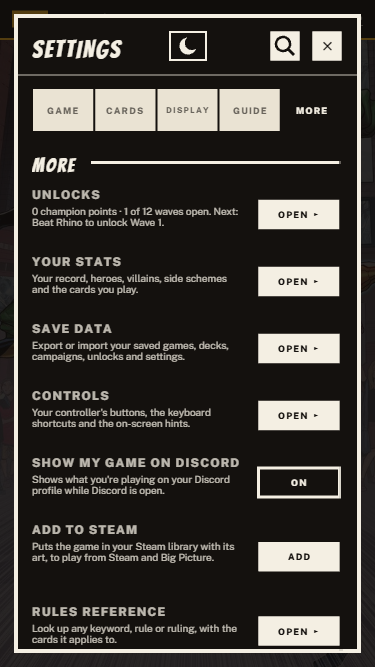 SETTINGS
×
GAME
CARDS
DISPLAY
GUIDE
MORE
MORE
UNLOCKS
0 champion points · 1 of 12 waves open. Next:
Beat Rhino to unlock Wave 1.
OPEN ►
YOUR STATS
Your record, heroes, villains, side schemes
and the cards you play.
OPEN ►
SAVE DATA
Export or import your saved games, decks,
campaigns, unlocks and settings.
OPEN ►
CONTROLS
Your controller's buttons, the keyboard
shortcuts and the on-screen hints.
OPEN ►
SHOW MY GAME ON DISCORD
Shows what you're playing on your Discord
profile while Discord is open.
ON
ADD TO STEAM
Puts the game in your Steam library with its
art, to play from Steam and Big Picture.
ADD
RULES REFERENCE
Look up any keyword, rule or ruling, with the
cards it applies to.
OPEN ►